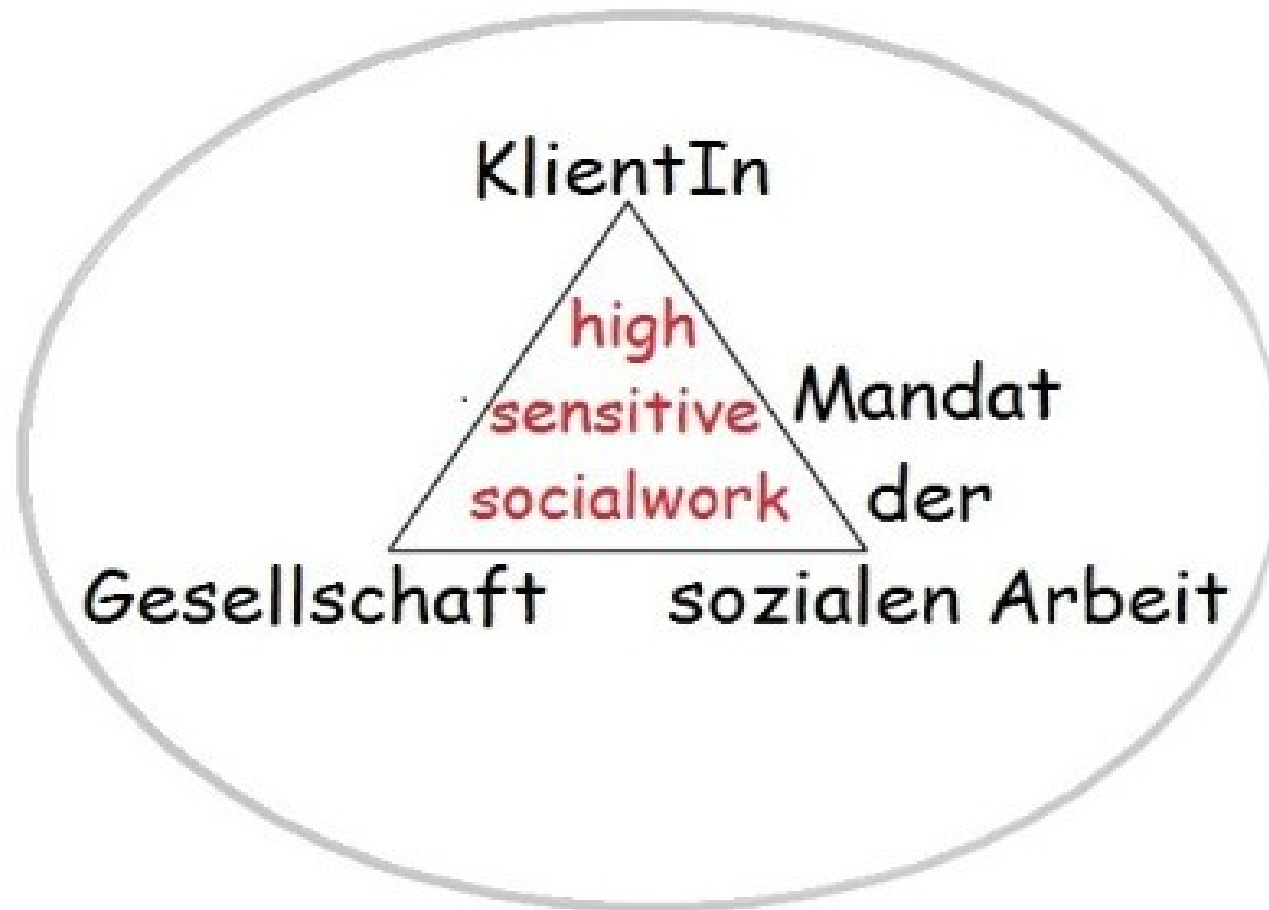 KlientIn
high
sensitive
Mandat
socialwork
der
Gesellschaft
sozialen Arbeit